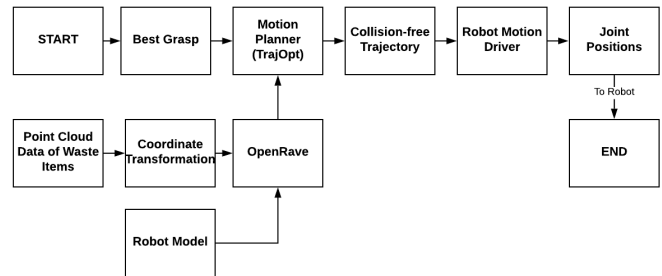 START
Best Grasp
Motion
Planner
(TrajOpt)
Collision-free
Trajectory
Robot Motion
Driver
Joint
Positions
To Robot
Point Cloud
Data of Waste
Items
Coordinate
Transformation
OpenRave
END
Robot Model